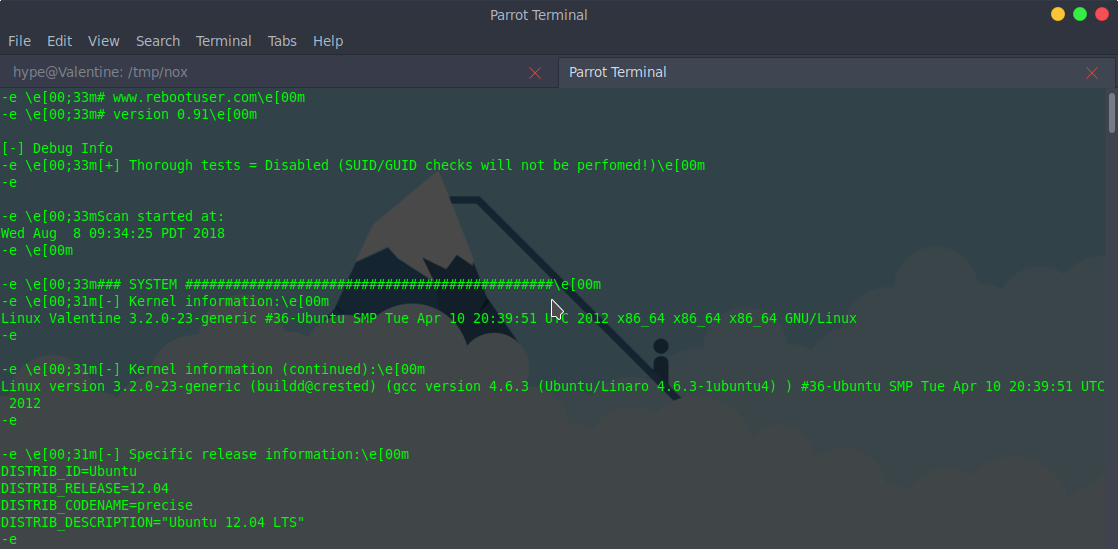 Parrot Terminal
File Edit View Search Terminal Tabs Help
hype@Valentine: /tmp/nox
Parrot Terminal
-e \e[00;33m# www.rebootuser.com\e[00m
-e \e[00;33m# version 0.91\e[00m
[-] Debug Info
-e \e[00;33m[+] Thorough tests = Disabled (SUID/GUID checks will not be perfomed!)\e[00m
-e
-e \e[00;33mScan started at:
Wed Aug  8 09:34:25 PDT 2018
-e \e[00m
-e \e[00;33m### SYSTEM ##############################################\e[00m
-e \e[00;31m[-] Kernel information:\e[00m
Linux Valentine 3.2.0-23-generic #36-Ubuntu SMP Tue Apr 10 20:39:51 UTC 2012 x86_64 x86_64 x86_64 GNU/Linux
-e
-e \e[00;31m[-] Kernel information (continued):\e[00m
Linux version 3.2.0-23-generic (buildd@crested) (gcc version 4.6.3 (Ubuntu/Linaro 4.6.3-1ubuntu4) ) #36-Ubuntu SMP Tue Apr 10 20:39:51 UTC
2012
-e
-e \e[00;31m[-] Specific release information:\e[00m
DISTRIB_ID=Ubuntu
DISTRIB_RELEASE=12.04
DISTRIB_CODENAME=precise
DISTRIB_DESCRIPTION="Ubuntu 12.04 LTS"
-e